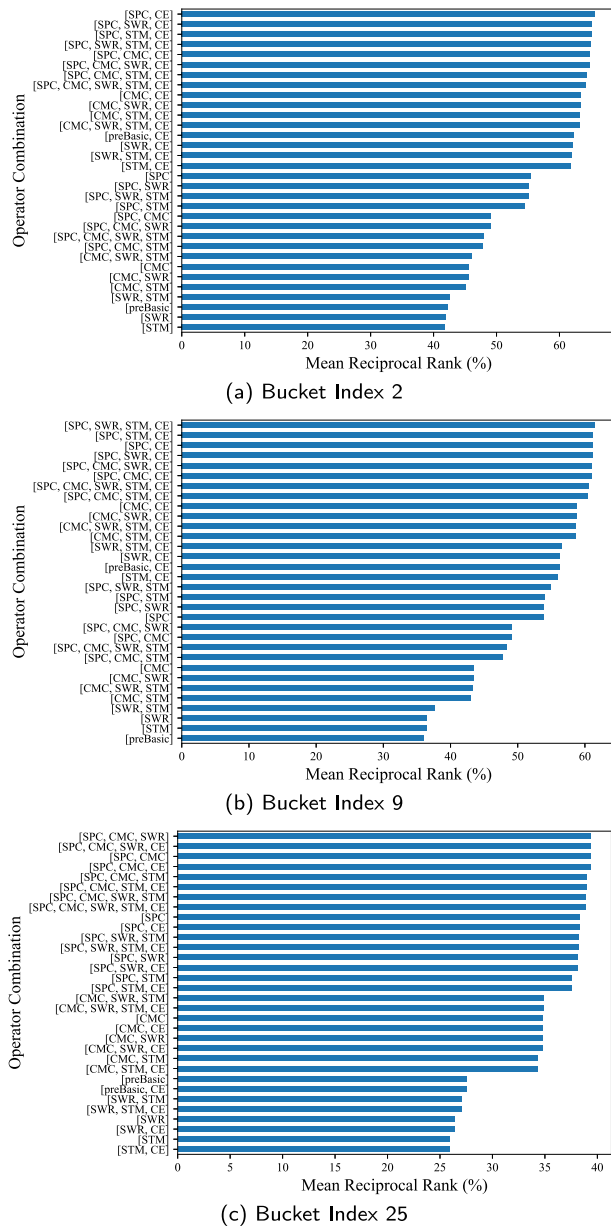 [SPC, CE]
[SPC, SWR, CE]
[SPC, STM, CE]
[SPC, SWR, STM, CE]
[SPC, CMC, CE]
[SPC, CMC, SWR, CE]
[SPC, CMC, STM, CE]
[SPC, CMC, SWR, STM, CE]
[CMC, CE]
[CMC, SWR, CE]
[CMC, STM, CE]
[CMC, SWR, STM, CE]
[preBasic, CE]
[SWR, CE]
[SWR, STM, CE]
[STM, CE]
[SPC]
[SPC, SWR]
[SPC, SWR, STM]
[SPC, STM]
[SPC, CMC]
[SPC, CMC, SWR]
[SPC, CMC, SWR, STM]
[SPC, CMC, STM]
[CMC, SWR, STM]
[CMC]
[CMC, SWR]
[CMC, STM]
[SWR, STM]
[preBasic]
[SWR]
[STM]
Operator Combination
0 10 20 30 40 50 60
Mean Reciprocal Rank (%)
(a) Bucket Index 2
[SPC, SWR, STM, CE]
[SPC, STM, CE]
[SPC, CE]
[SPC, SWR, CE]
[SPC, CMC, SWR, CE]
[SPC, CMC, CE]
[SPC, CMC, SWR, STM, CE]
[SPC, CMC, STM, CE]
[CMC, CE]
[CMC, SWR, CE]
[CMC, SWR, STM, CE]
[CMC, STM, CE]
[SWR, STM, CE]
[SWR, CE]
[preBasic, CE]
[STM, CE]
[SPC, SWR, STM]
[SPC, STM]
[SPC, SWR]
[SPC]
[SPC, CMC, SWR]
[SPC, CMC]
[SPC, CMC, SWR, STM]
[SPC, CMC, STM]
[CMC]
[CMC, SWR]
[CMC, SWR, STM]
[CMC, STM]
[SWR, STM]
[SWR]
[STM]
[preBasic]
Operator Combination
0 10 20 30 40 50 60
Mean Reciprocal Rank (%)
(b) Bucket Index 9
[SPC, CMC, SWR]
[SPC, CMC, SWR, CE]
[SPC, CMC]
[SPC, CMC, CE]
[SPC, CMC, STM]
[SPC, CMC, STM, CE]
[SPC, CMC, SWR, STM]
[SPC, CMC, SWR, STM, CE]
[SPC]
[SPC, CE]
[SPC, SWR, STM]
[SPC, SWR, STM, CE]
[SPC, SWR]
[SPC, SWR, CE]
[SPC, STM]
[SPC, STM, CE]
[CMC, SWR, STM]
[CMC, SWR, STM, CE]
[CMC]
[CMC, CE]
[CMC, SWR]
[CMC, SWR, CE]
[CMC, STM]
[CMC, STM, CE]
[preBasic]
[preBasic, CE]
[SWR, STM]
[SWR, STM, CE]
[SWR]
[SWR, CE]
[STM]
[STM, CE]
Operator Combination
0 5 10 15 20 25 30 35 40
Mean Reciprocal Rank (%)
(c) Bucket Index 25